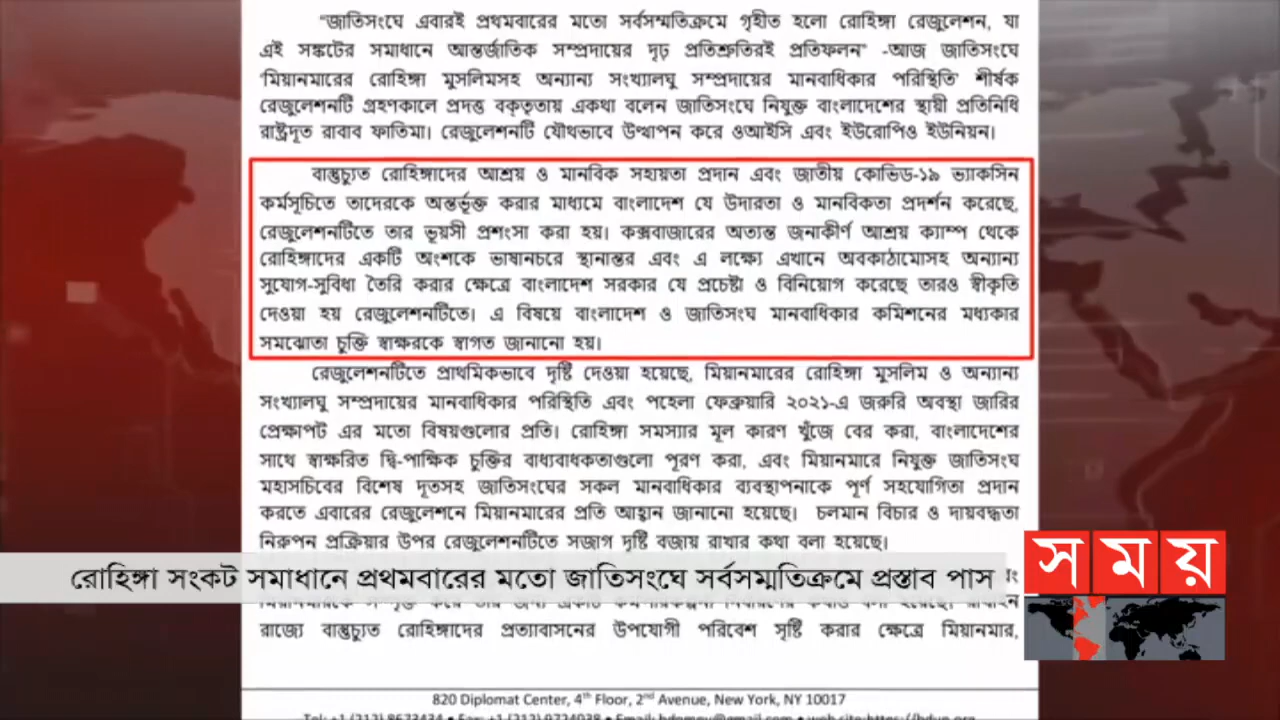 “জাতিসংঘে এবারই প্রথমবারের মতো সর্বসম্মতিক্রমে গৃহীত হলো রোহিঙ্গা রেজুলেশন, যা
এই সঙ্কটের সমাধানে আন্তর্জাতিক সম্প্রদায়ের দৃঢ় প্রতিশ্রুতিরই প্রতিফলন” -আজ জাতিসংঘে
‘মিয়ানমারের রোহিঙ্গা মুসলিমসহ অন্যান্য সংখ্যালঘু সম্প্রদায়ের মানবাধিকার পরিস্থিতি’ শীর্ষক
রেজুলেশনটি গ্রহণকালে প্রদত্ত বক্তৃতায় একথা বলেন জাতিসংঘে নিযুক্ত বাংলাদেশের স্থায়ী প্রতিনিধি
রাষ্ট্রদূত রাবাব ফাতিমা। রেজুলেশনটি যৌথভাবে উত্থাপন করে ওআইসি এবং ইউরোপিও ইউনিয়ন।
বাস্তুচ্যুত রোহিঙ্গাদের আশ্রয় ও মানবিক সহায়তা প্রদান এবং জাতীয় কোভিড-১৯ ভ্যাকসিন
কর্মসূচিতে তাদেরকে অন্তর্ভূক্ত করার মাধ্যমে বাংলাদেশ যে উদারতা ও মানবিকতা প্রদর্শন করেছে,
রেজুলেশনটিতে তার ভূয়সী প্রশংসা করা হয়। কক্সবাজারের অত্যন্ত জনাকীর্ণ আশ্রয় ক্যাম্প থেকে
রোহিঙ্গাদের একটি অংশকে ভাষানচরে স্থানান্তর এবং এ লক্ষ্যে এখানে অবকাঠামোসহ অন্যান্য
সুযোগ-সুবিধা তৈরি করার ক্ষেত্রে বাংলাদেশ সরকার যে প্রচেষ্টা ও বিনিয়োগ করেছে তারও স্বীকৃতি
দেওয়া হয় রেজুলেশনটিতে। এ বিষয়ে বাংলাদেশ ও জাতিসংঘ মানবাধিকার কমিশনের মধ্যকার
সমঝোতা চুক্তি স্বাক্ষরকে স্বাগত জানানো হয়।
রেজুলেশনটিতে প্রাথমিকভাবে দৃষ্টি দেওয়া হয়েছে, মিয়ানমারের রোহিঙ্গা মুসলিম ও অন্যান্য
সংখ্যালঘু সম্প্রদায়ের মানবাধিকার পরিস্থিতি এবং পহেলা ফেব্রুয়ারি ২০২১-এ জরুরি অবস্থা জারির
প্রেক্ষাপট এর মতো বিষয়গুলোর প্রতি। রোহিঙ্গা সমস্যার মূল কারণ খুঁজে বের করা, বাংলাদেশের
সাথে স্বাক্ষরিত দ্বি-পাক্ষিক চুক্তির বাধ্যবাধকতাগুলো পূরণ করা, এবং মিয়ানমারে নিযুক্ত জাতিসংঘ
মহাসচিবের বিশেষ দূতসহ জাতিসংঘের সকল মানবাধিকার ব্যবস্থাপনাকে পূর্ণ সহযোগিতা প্রদান
করতে এবারের রেজুলেশনে মিয়ানমারের প্রতি আহ্বান জানানো হয়েছে। চলমান বিচার ও দায়বদ্ধতা
নিরুপন প্রক্রিয়ার উপর রেজুলেশনটিতে সজাগ দৃষ্টি বজায় রাখার কথা বলা হয়েছে।
রোহিঙ্গা সংকট সমাধানে প্রথমবারের মতো জাতিসংঘে সর্বসম্মতিক্রমে প্রস্তাব পাস
সময়
রাজ্যে বাস্তুচ্যুত রোহিঙ্গাদের প্রত্যাবাসনের উপযোগী পরিবেশ সৃষ্টি করার ক্ষেত্রে মিয়ানমার,
820 Diplomat Center, 4th Floor, 2nd Avenue, New York, NY 10017